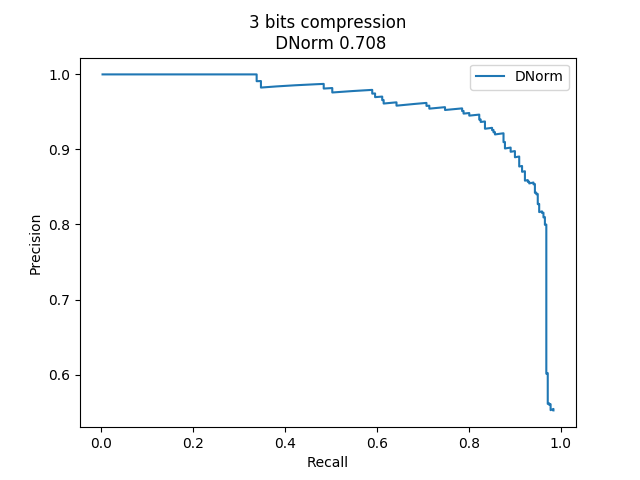 3 bits compression
DNorm 0.708
DNorm
1.0
0.9
0.8
0.7
0.6
Precision
0.0 0.2 0.4 0.6 0.8 1.0
Recall